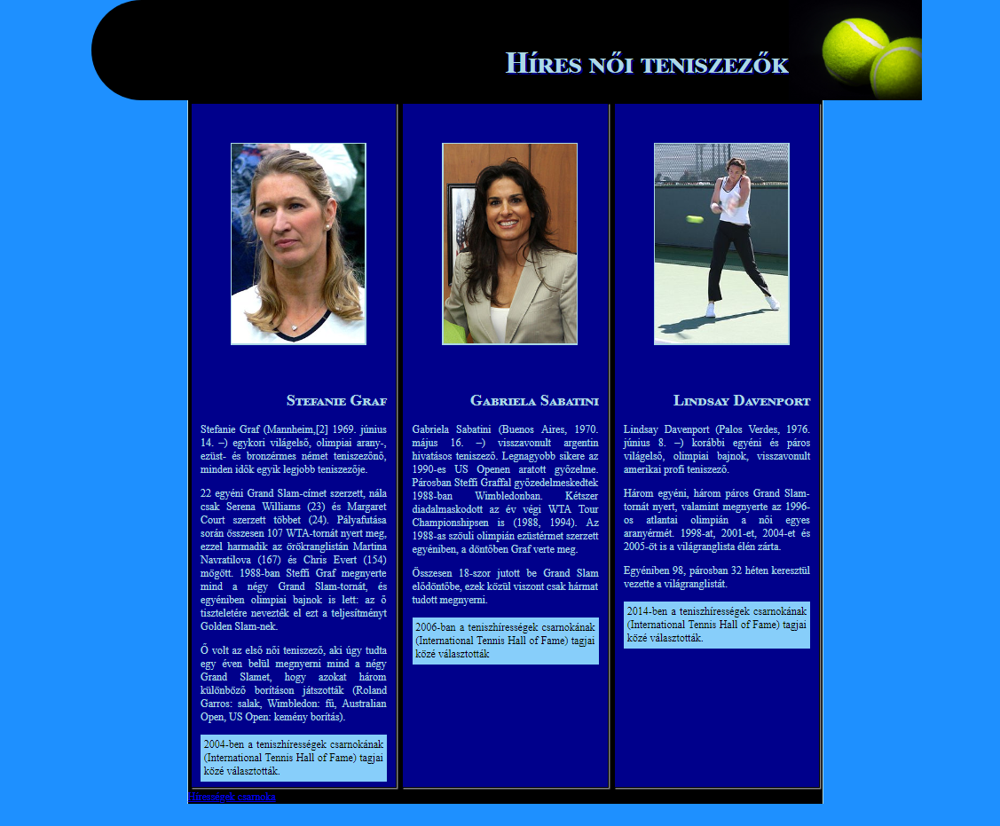 Híres női teniszezők
Stefanie Graf
Stefanie Graf (Mannheim,[2] 1969. június
14. –) egykori világelső, olimpiai arany-,
ezüst- és bronzérmes német teniszezőnő,
minden idők egyik legjobb teniszezője.
22 egyéni Grand Slam-címet szerzett, nála
csak Serena Williams (23) és Margaret
Court szerzett többet (24). Pályafutása
során összesen 107 WTA-tornát nyert meg,
ezzel harmadik az örökranglistán Martina
Navratilova (167) és Chris Evert (154)
mögött. 1988-ban Steffi Graf megnyerte
mind a négy Grand Slam-tornát, és
egyéniben olimpiai bajnok is lett: az ő
tiszteletére nevezték el ezt a teljesítményt
Golden Slam-nek.
Ő volt az első női teniszező, aki úgy tudta
egy éven belül megnyerni mind a négy
Grand Slamet, hogy azokat három
különböző borításon játszották (Roland
Garros: salak, Wimbledon: fű, Australian
Open, US Open: kemény borítás).
2004-ben a teniszhírességek csarnokának
(International Tennis Hall of Fame) tagjai
közé választották.
Gabriela Sabatini
Gabriela Sabatini (Buenos Aires, 1970.
május 16. –) visszavonult argentin
hivatásos teniszező. Legnagyobb sikere az
1990-es US Openen aratott győzelme.
Párosban Steffi Graffal győzedelmeskedtek
1988-ban Wimbledonban. Kétszer
diadalmaskodott az év végi WTA Tour
Championshipsen is (1988, 1994). Az
1988-as szöuli olimpián ezüstérmet szerzett
egyéniben, a döntőben Graf verte meg.
Összesen 18-szor jutott be Grand Slam
elődöntőbe, ezek közül viszont csak hármat
tudott megnyerni.
2006-ban a teniszhírességek csarnokának
(International Tennis Hall of Fame) tagjai
közé választották
Lindsay Davenport
Lindsay Davenport (Palos Verdes, 1976.
június 8. –) korábbi egyéni és páros
világelső, olimpiai bajnok, visszavonult
amerikai profi teniszező.
Három egyéni, három páros Grand Slam-
tornát nyert, valamint megnyerte az 1996-
os atlantai olimpián a női egyes
aranyérmét. 1998-at, 2001-et, 2004-et és
2005-öt is a világranglista élén zárta.
Egyéniben 98, párosban 32 héten keresztül
vezette a világranglistát.
2014-ben a teniszhírességek csarnokának
(International Tennis Hall of Fame) tagjai
közé választották.
Hírességek csarnoka